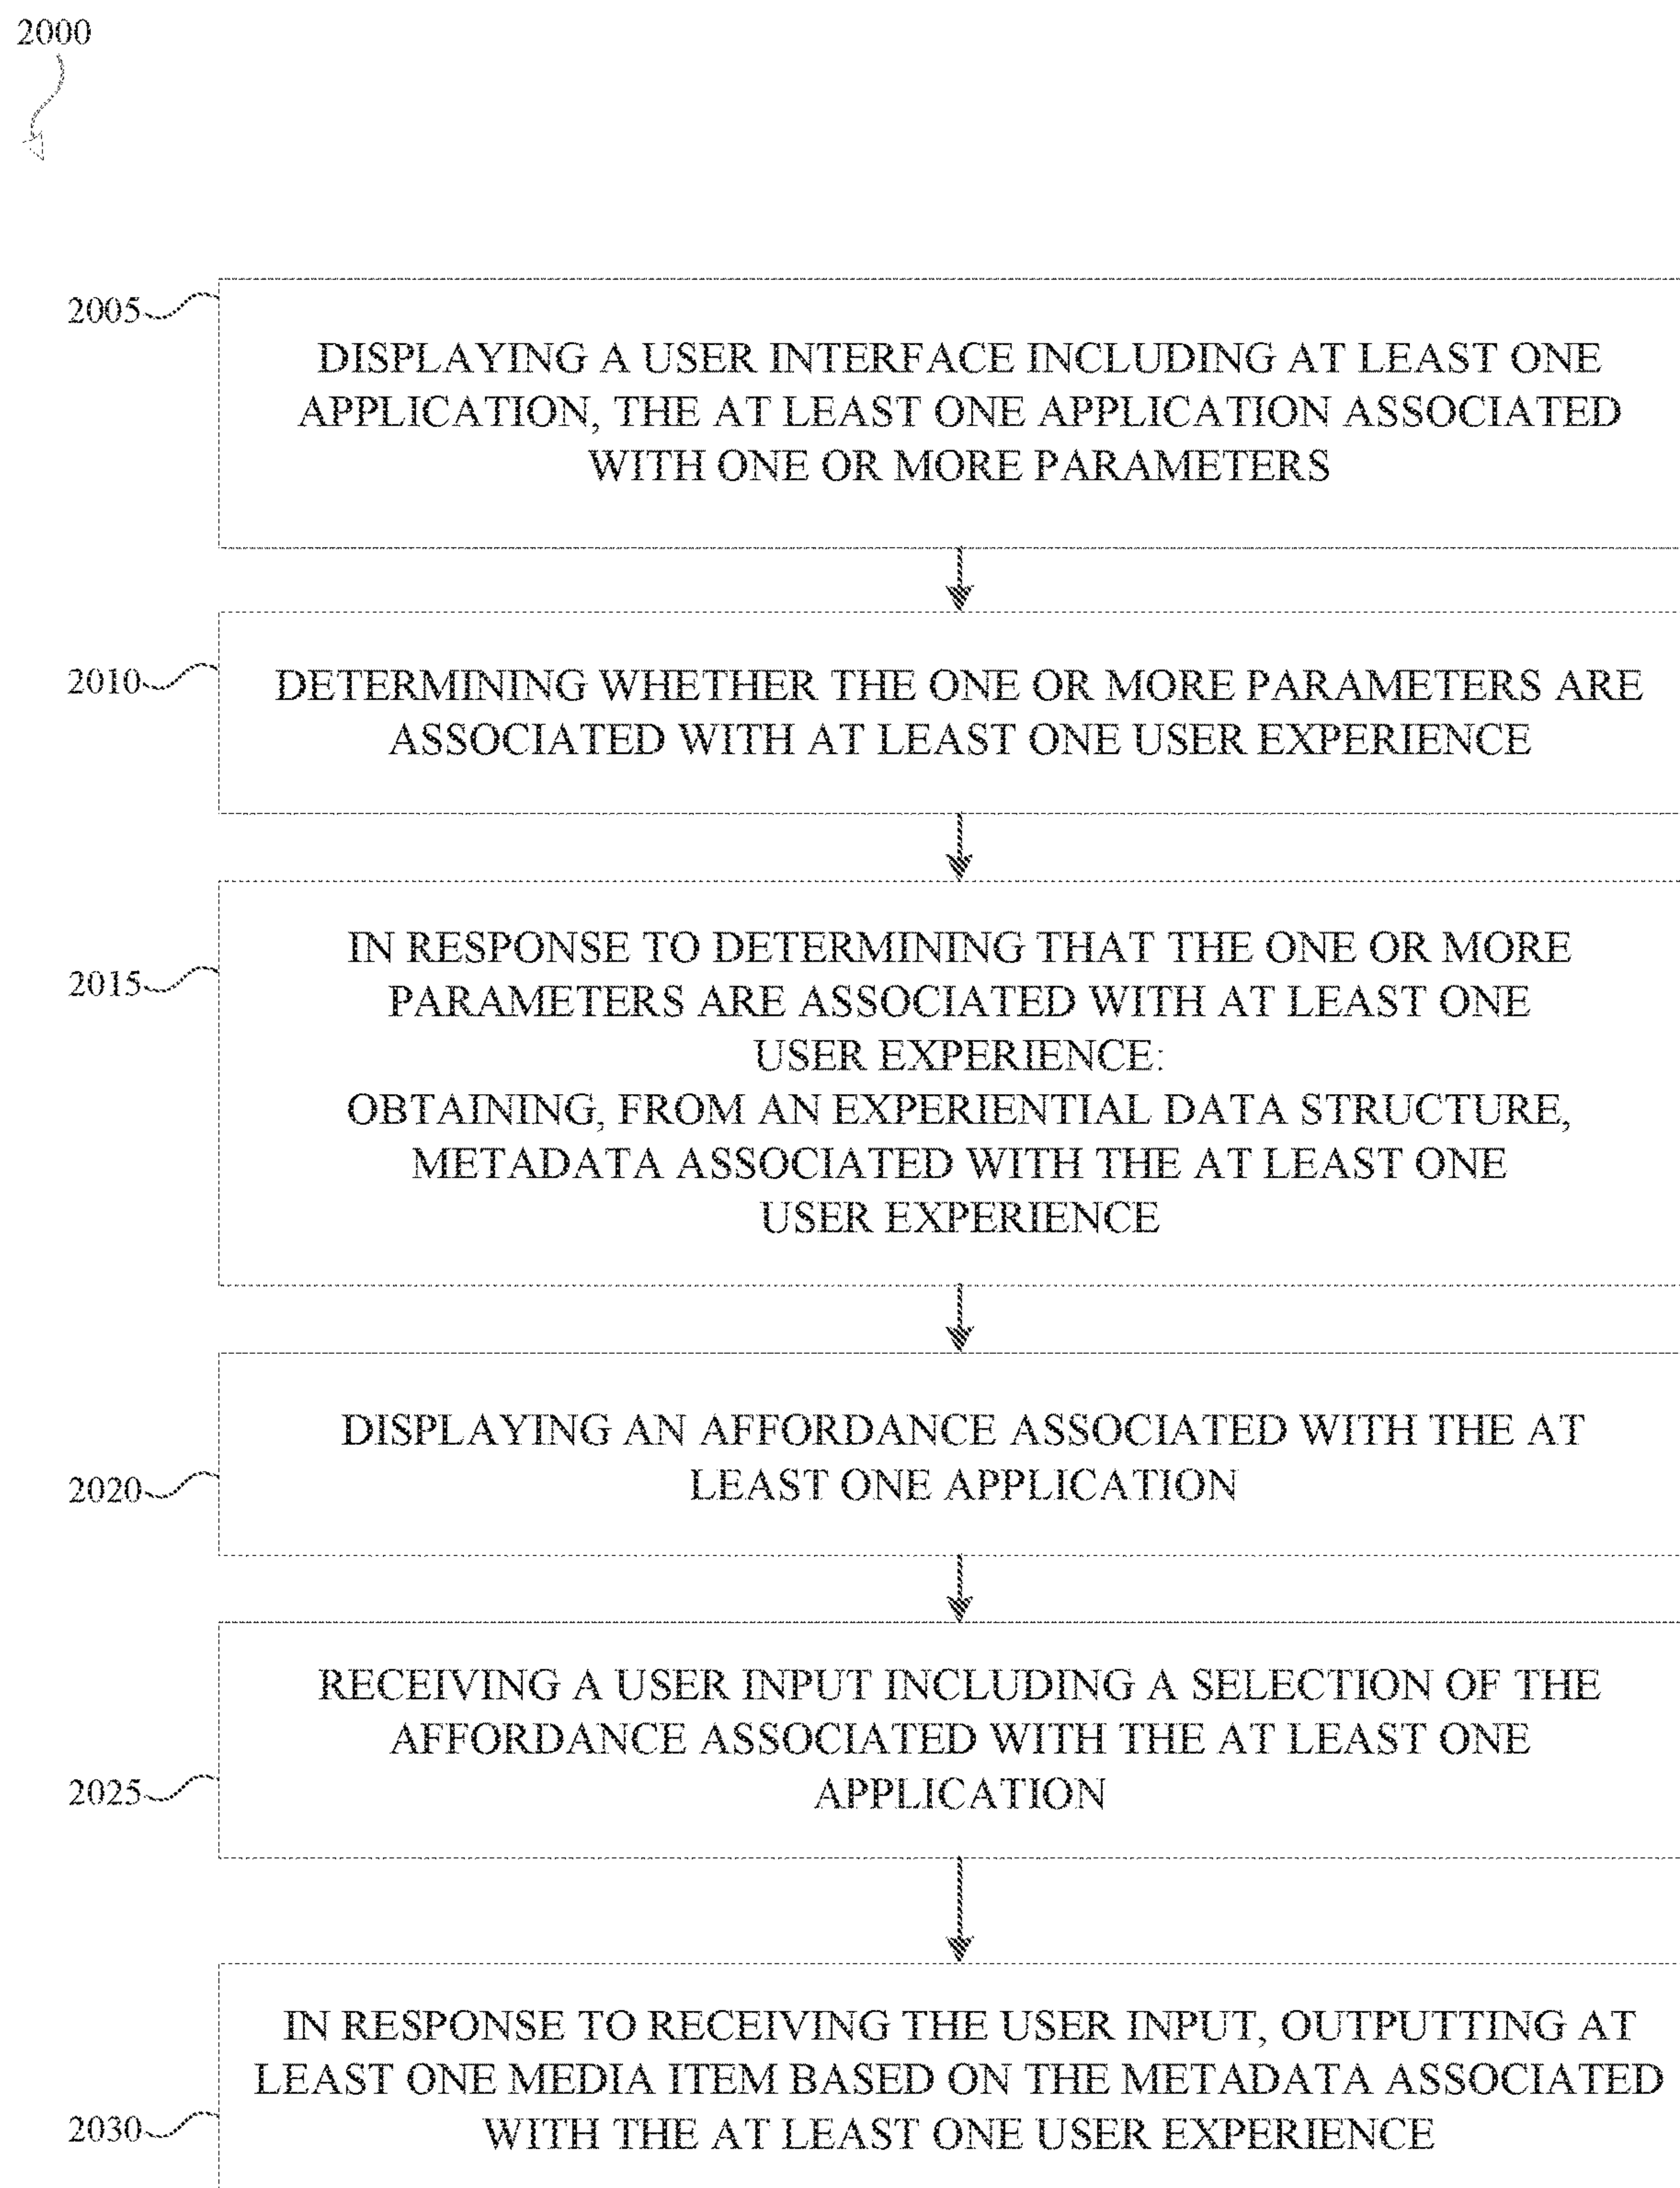 2000
2005
DISPLAYING A USER INTERFACE INCLUDING AT LEAST ONE
APPLICATION, THE AT LEAST ONE APPLICATION ASSOCIATED
WITH ONE OR MORE PARAMETERS
2010
DETERMINING WHETHER THE ONE OR MORE PARAMETERS ARE
ASSOCIATED WITH AT LEAST ONE USER EXPERIENCE
2015
IN RESPONSE TO DETERMINING THAT THE ONE OR MORE
PARAMETERS ARE ASSOCIATED WITH AT LEAST ONE
USER EXPERIENCE:
OBTAINING, FROM AN EXPERIENTIAL DATA STRUCTURE,
METADATA ASSOCIATED WITH THE AT LEAST ONE
USER EXPERIENCE
2020
DISPLAYING AN AFFORDANCE ASSOCIATED WITH THE AT
LEAST ONE APPLICATION
2025
RECEIVING A USER INPUT INCLUDING A SELECTION OF THE
AFFORDANCE ASSOCIATED WITH THE AT LEAST ONE
APPLICATION
2030
IN RESPONSE TO RECEIVING THE USER INPUT, OUTPUTTING AT
LEAST ONE MEDIA ITEM BASED ON THE METADATA ASSOCIATED
WITH THE AT LEAST ONE USER EXPERIENCE